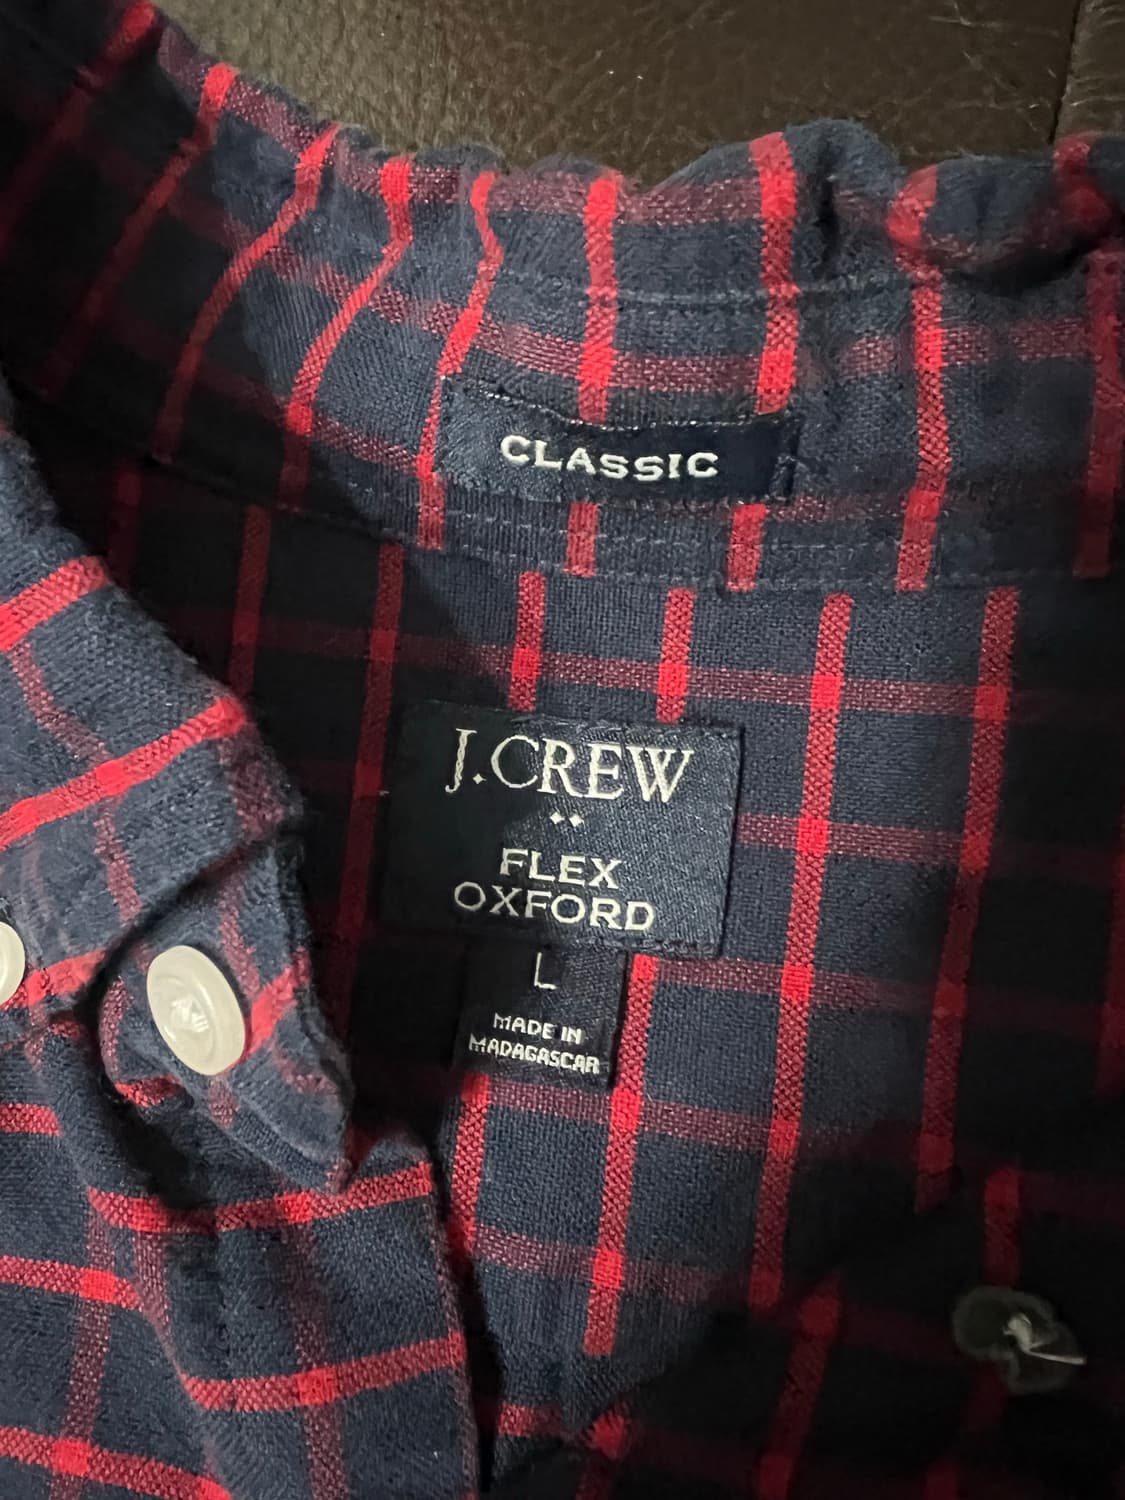 CLASSIC
J.CREW
FLEX
OXFORD
L
MADE IN
MADAGASCAR